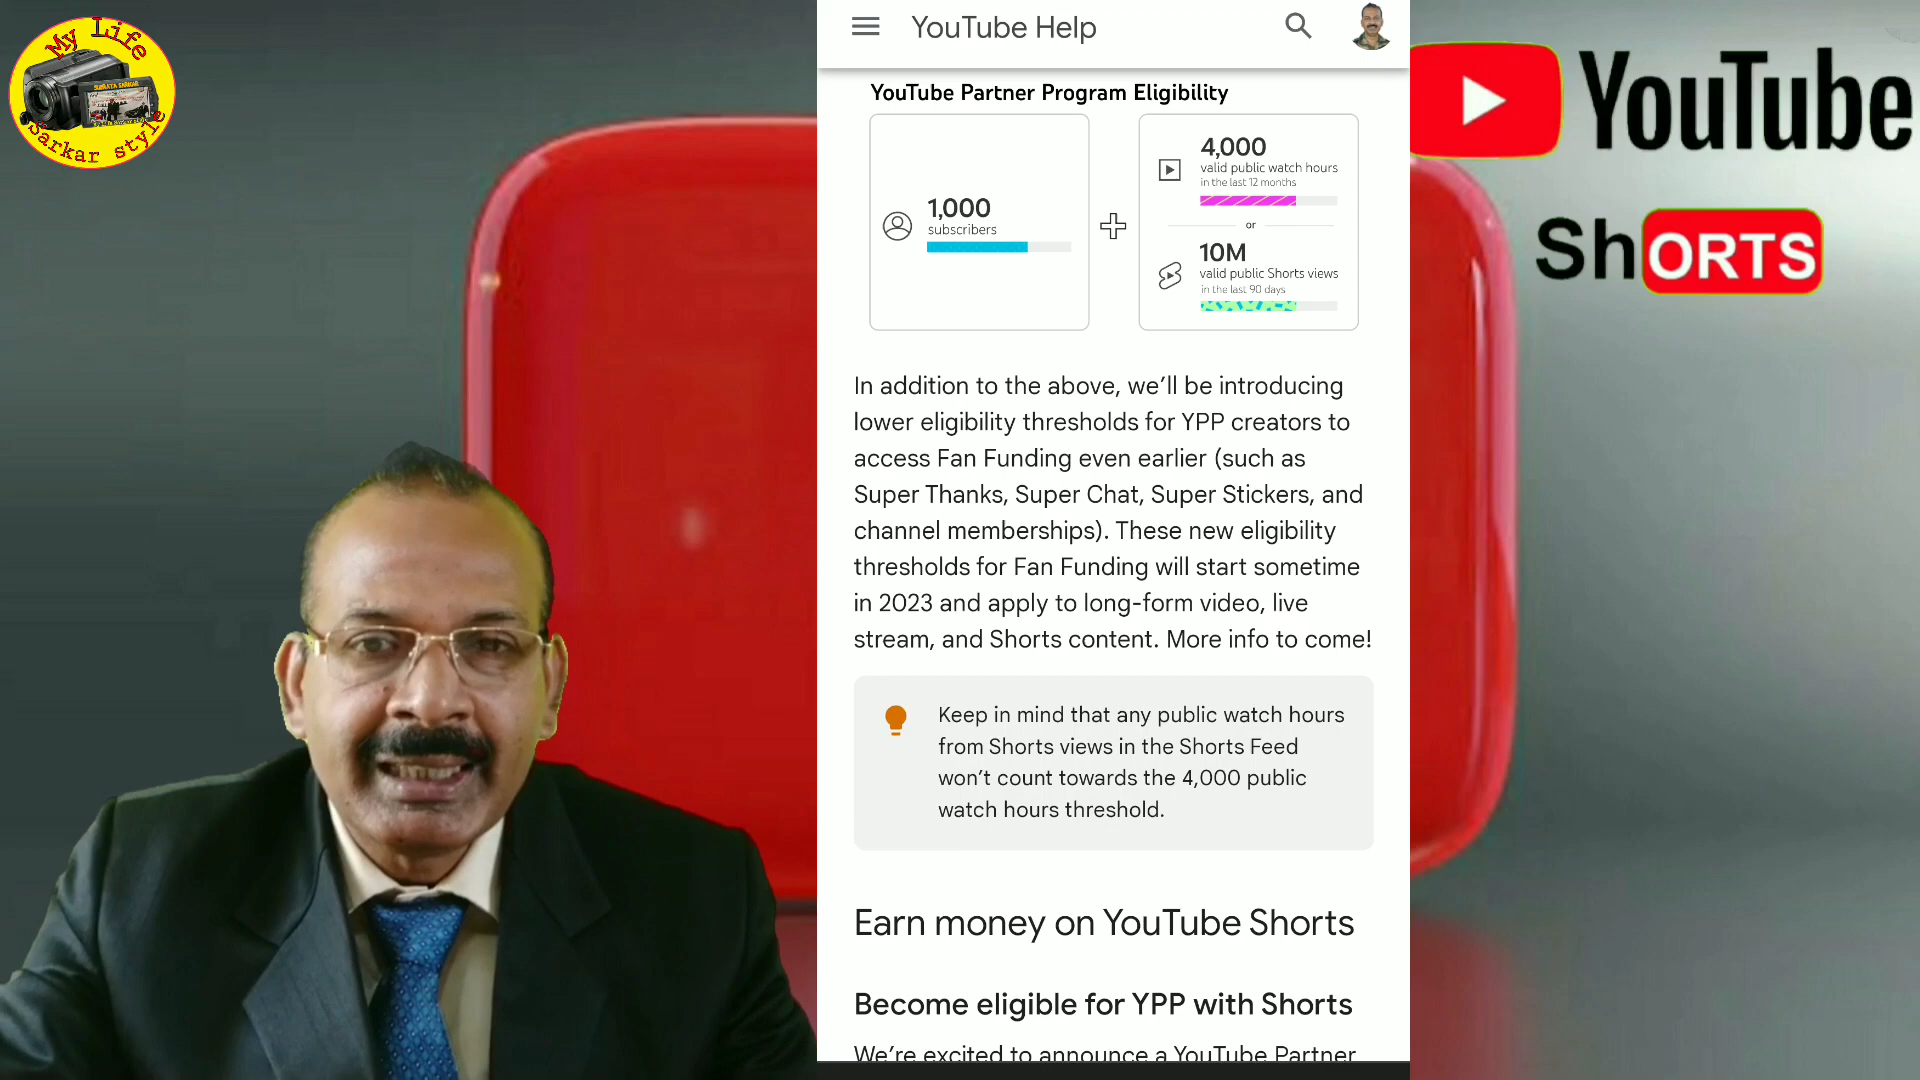 My Life
Sarkar style
YouTube Help
YouTube Partner Program Eligibility
1,000
subscribers
4,000
valid public watch hours
in the last 12 months
or
10M
valid public Shorts views
in the last 90 days
In addition to the above, we’ll be introducing
lower eligibility thresholds for YPP creators to
access Fan Funding even earlier (such as
Super Thanks, Super Chat, Super Stickers, and
channel memberships). These new eligibility
thresholds for Fan Funding will start sometime
in 2023 and apply to long-form video, live
stream, and Shorts content. More info to come!
Keep in mind that any public watch hours
from Shorts views in the Shorts Feed
won’t count towards the 4,000 public
watch hours threshold.
Earn money on YouTube Shorts
Become eligible for YPP with Shorts
We’re excited to announce a YouTube Partner
YouTube
ShORTS